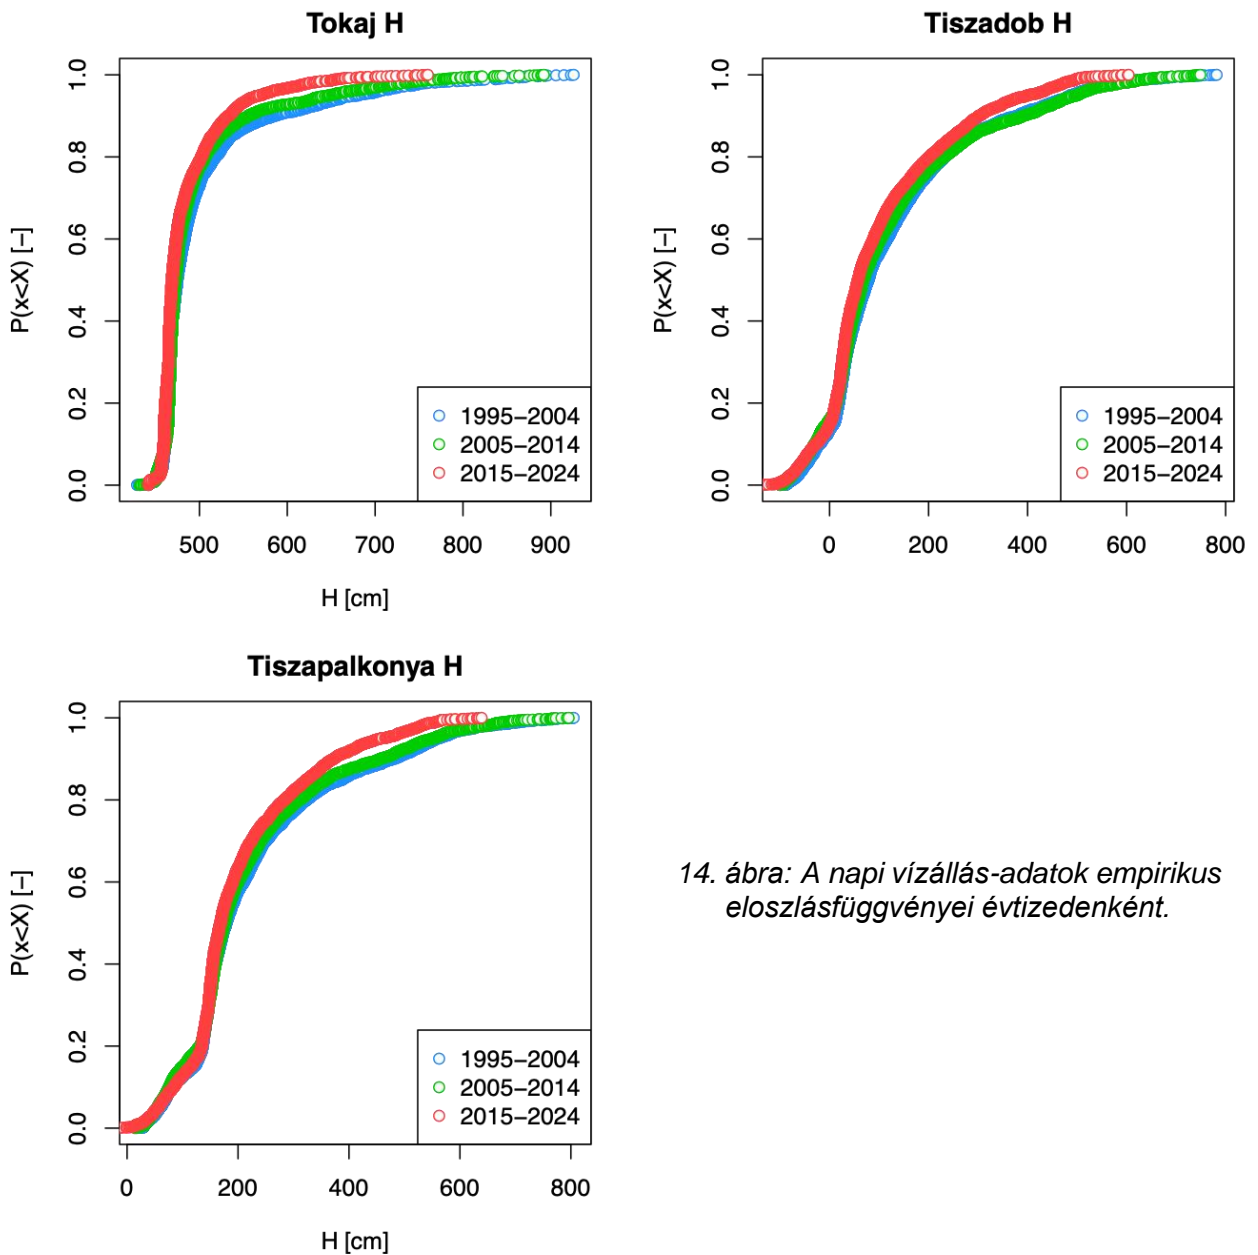 Tokaj H
P(x<X) [−]
1.0
0.8
0.6
0.4
0.2
0.0
1995−2004
2005−2014
2015−2024
500 600 700 800 900
H [cm]
Tiszadob H
P(x<X) [−]
1.0
0.8
0.6
0.4
0.2
0.0
1995−2004
2005−2014
2015−2024
0 200 400 600 800
Tiszapalkonya H
P(x<X) [−]
1.0
0.8
0.6
0.4
0.2
0.0
1995−2004
2005−2014
2015−2024
0 200 400 600 800
H [cm]
14. ábra: A napi vízállás-adatok empirikus
eloszlásfüggvényei évtizedenként.